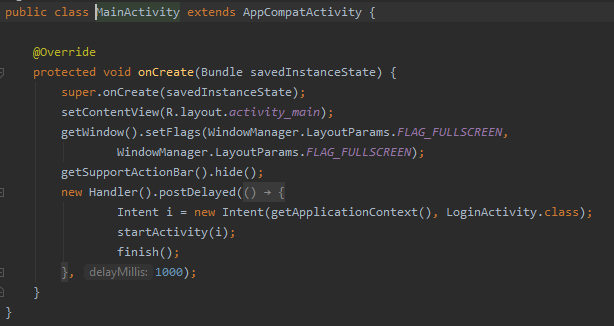 public class MainActivity extends AppCompatActivity {
@Override
protected void onCreate(Bundle savedInstanceState) {
super.onCreate(savedInstanceState);
setContentView(R.layout.activity_main);
getWindow().setFlags(WindowManager.LayoutParams.FLAG_FULLSCREEN,
WindowManager.LayoutParams.FLAG_FULLSCREEN);
getSupportActionBar().hide();
new Handler().postDelayed(() → {
Intent i = new Intent(getApplicationContext(), LoginActivity.class);
startActivity(i);
finish();
}, delayMillis: 1000);
}
}